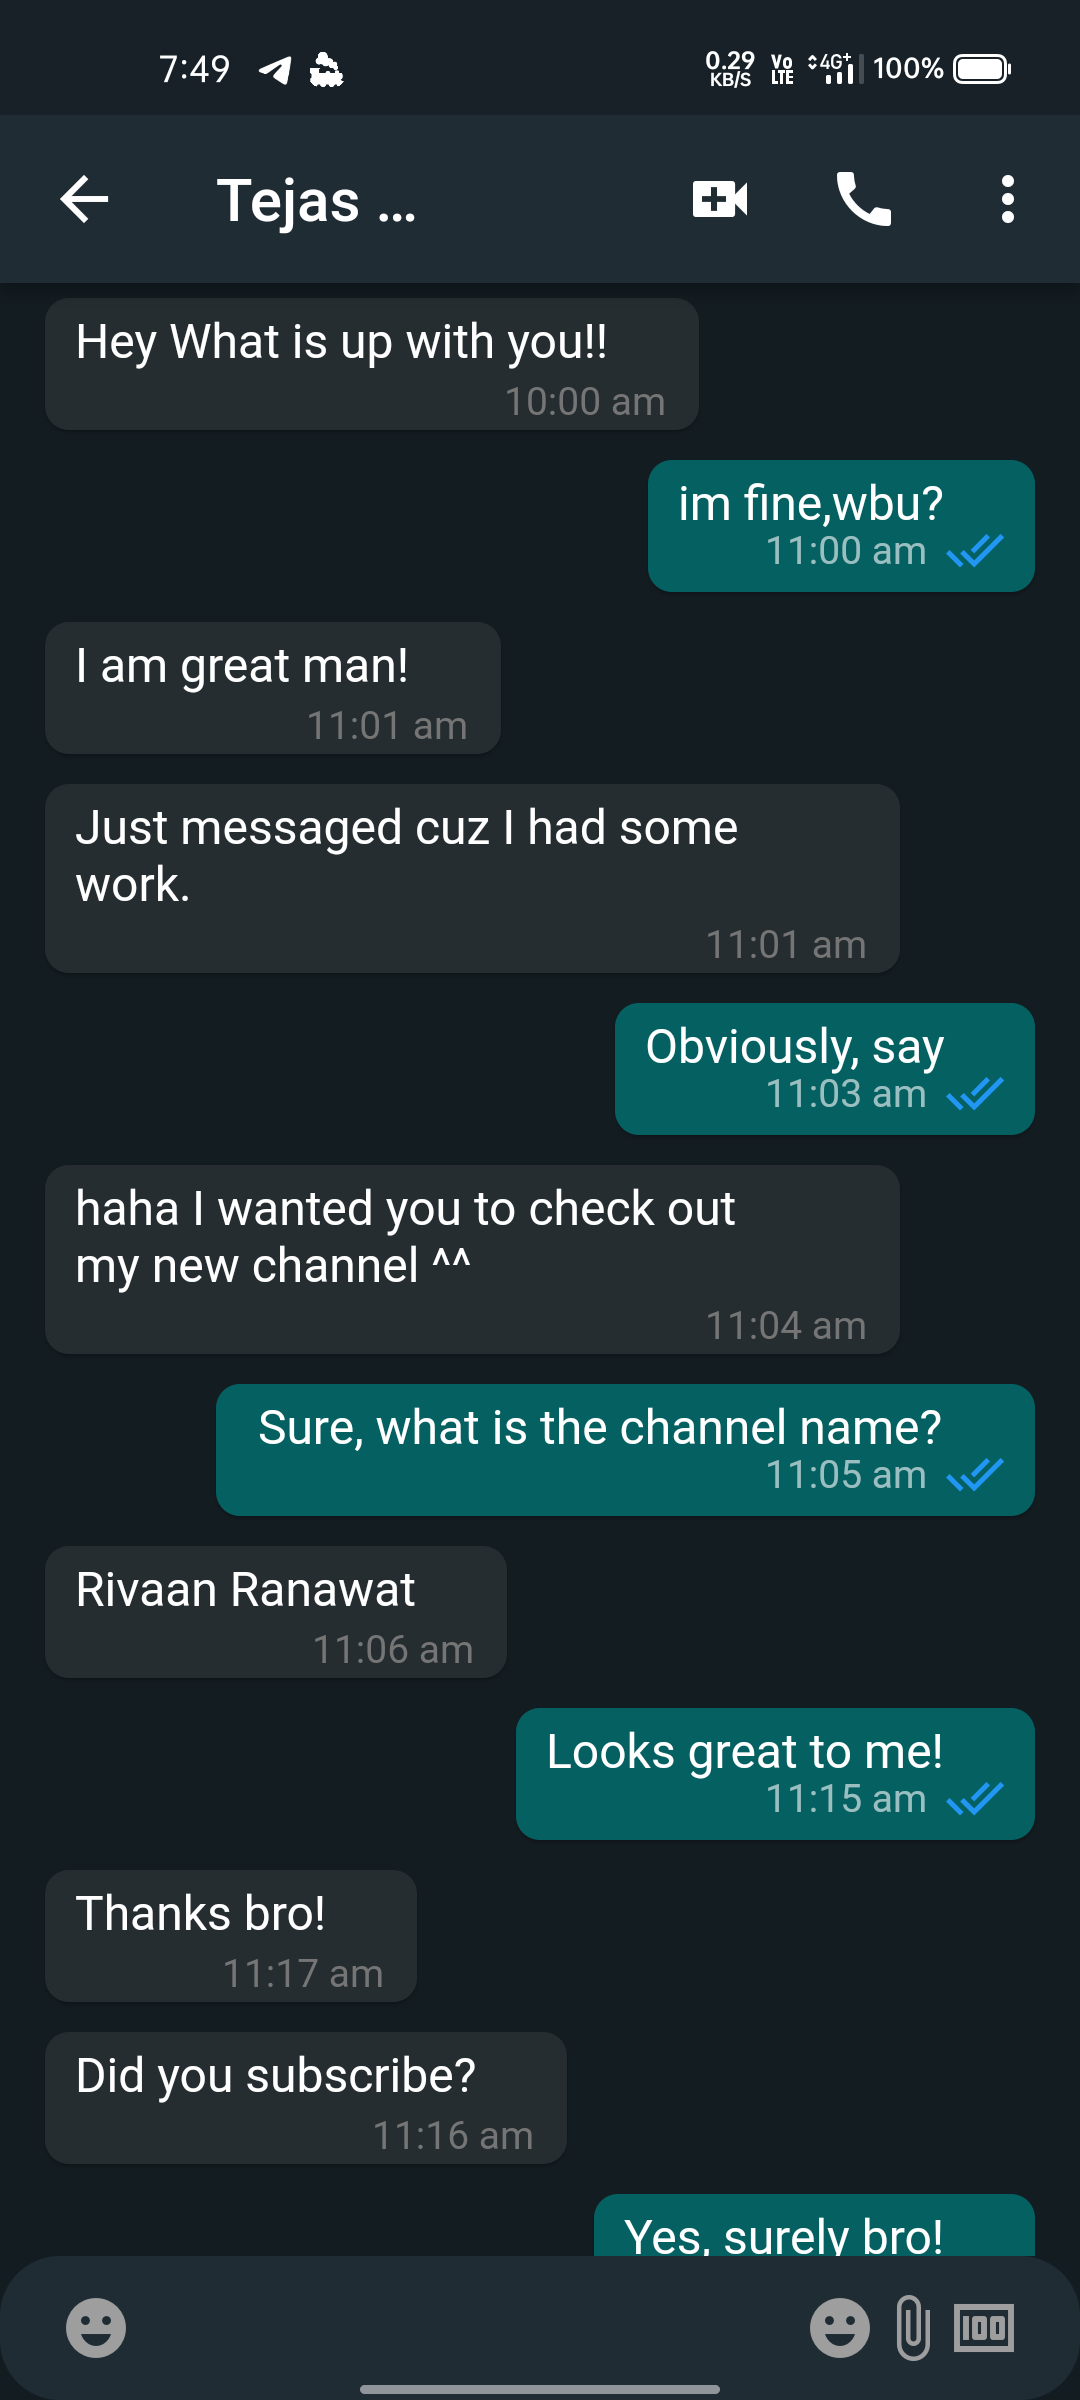 7:49 0.29 KB/S Vo LTE 4G+ 100%
Tejas ...
Hey What is up with you!!
10:00 am
im fine,wbu?
11:00 am
I am great man!
11:01 am
Just messaged cuz I had some
work.
11:01 am
Obviously, say
11:03 am
haha I wanted you to check out
my new channel ^^
11:04 am
Sure, what is the channel name?
11:05 am
Rivaan Ranawat
11:06 am
Looks great to me!
11:15 am
Thanks bro!
11:17 am
Did you subscribe?
11:16 am
Yes, surely bro!
100